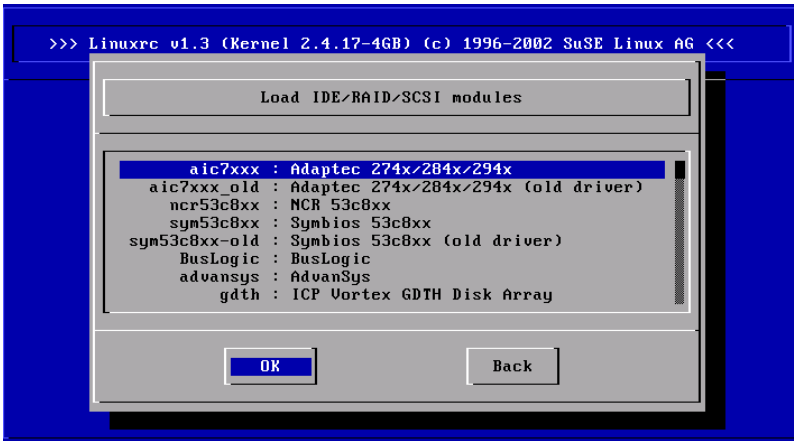 >>> Linuxrc v1.3 (Kernel 2.4.17-4GB) (c) 1996-2002 SuSE Linux AG <<<
Load IDE/RAID/SCSI modules
aic7xxx : Adaptec 274x/284x/294x
aic7xxx_old : Adaptec 274x/284x/294x (old driver)
ncr53c8xx : NCR 53c8xx
sym53c8xx : Symbios 53c8xx
sym53c8xx-old : Symbios 53c8xx (old driver)
BusLogic : BusLogic
advansys : AdvanSys
gdth : ICP Vortex GDTH Disk Array
OK Back